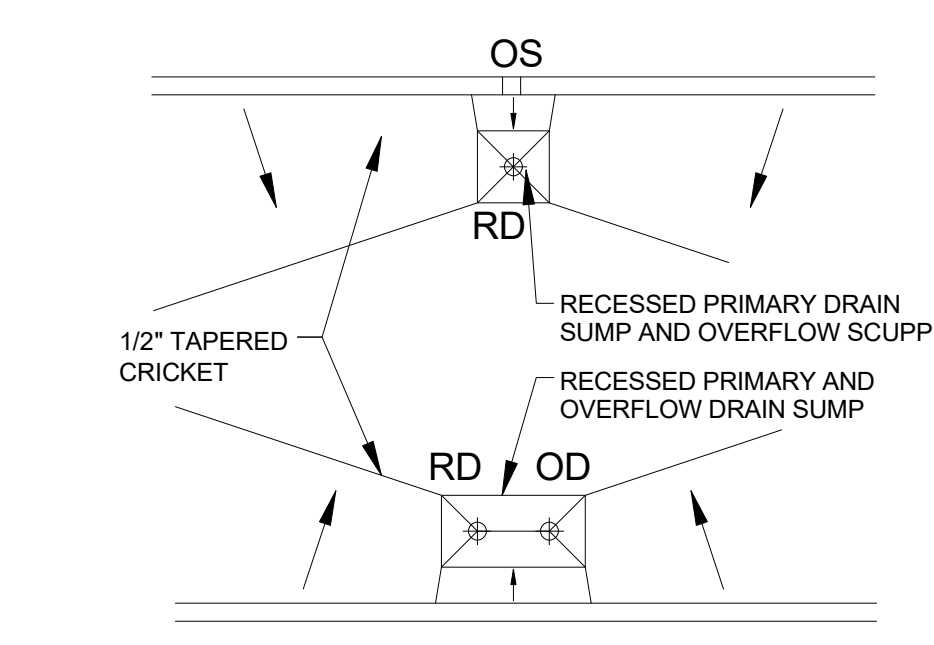 OS
RD
RECESSED PRIMARY DRAIN
SUMP AND OVERFLOW SCUPP
1/2" TAPERED
CRICKET
RECESSED PRIMARY AND
OVERFLOW DRAIN SUMP
RD OD